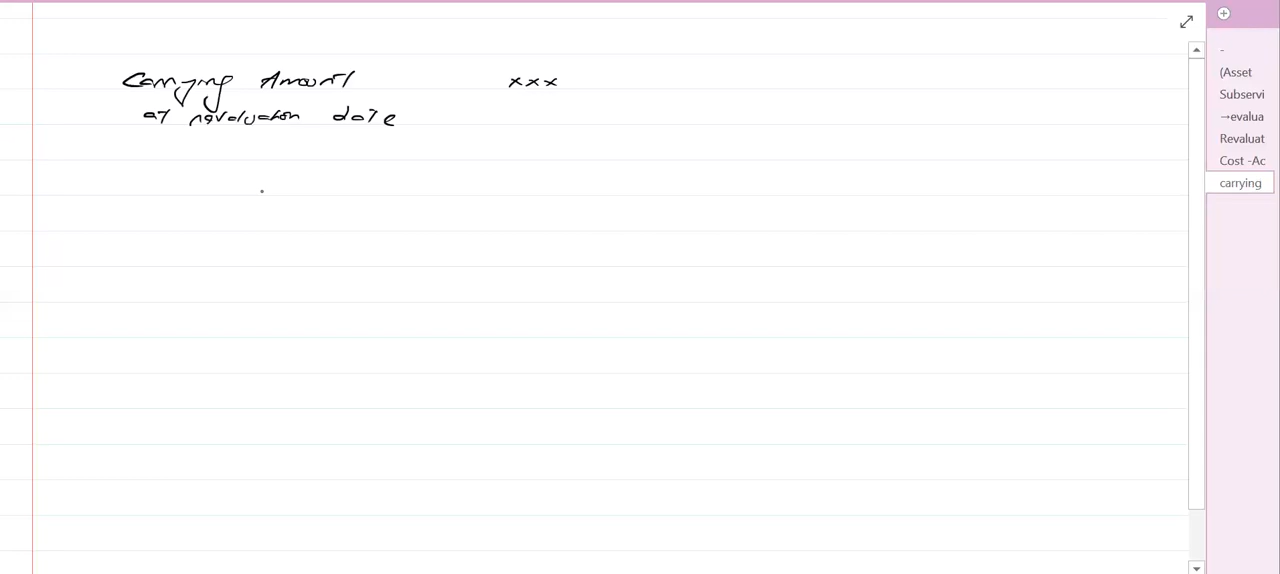 Carrying Amount xxx
at revaluation date
-
(Asset
Subservi
→evalua
Revaluat
Cost -Ac
carrying